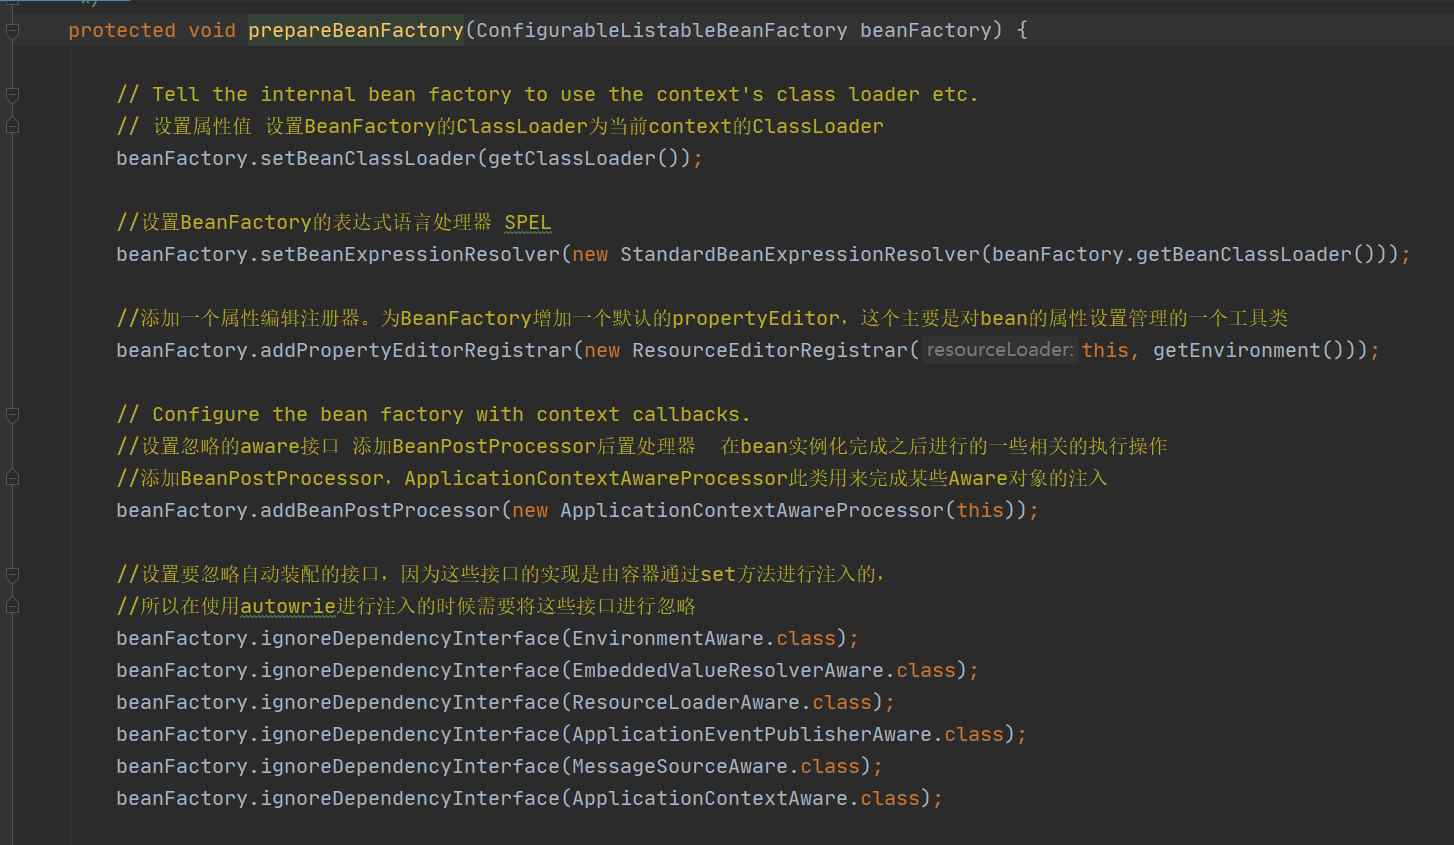 */
protected void prepareBeanFactory(ConfigurableListableBeanFactory beanFactory) {
// Tell the internal bean factory to use the context's class loader etc.
// 设置属性值 设置BeanFactory的ClassLoader为当前context的ClassLoader
beanFactory.setBeanClassLoader(getClassLoader());
//设置BeanFactory的表达式语言处理器 SPEL
beanFactory.setBeanExpressionResolver(new StandardBeanExpressionResolver(beanFactory.getBeanClassLoader()));
//添加一个属性编辑注册器。为BeanFactory增加一个默认的propertyEditor，这个主要是对bean的属性设置管理的一个工具类
beanFactory.addPropertyEditorRegistrar(new ResourceEditorRegistrar( resourceLoader: this, getEnvironment()));
// Configure the bean factory with context callbacks.
//设置忽略的aware接口 添加BeanPostProcessor后置处理器  在bean实例化完成之后进行的一些相关的执行操作
//添加BeanPostProcessor，ApplicationContextAwareProcessor此类用来完成某些Aware对象的注入
beanFactory.addBeanPostProcessor(new ApplicationContextAwareProcessor(this));
//设置要忽略自动装配的接口，因为这些接口的实现是由容器通过set方法进行注入的，
//所以在使用autowrie进行注入的时候需要将这些接口进行忽略
beanFactory.ignoreDependencyInterface(EnvironmentAware.class);
beanFactory.ignoreDependencyInterface(EmbeddedValueResolverAware.class);
beanFactory.ignoreDependencyInterface(ResourceLoaderAware.class);
beanFactory.ignoreDependencyInterface(ApplicationEventPublisherAware.class);
beanFactory.ignoreDependencyInterface(MessageSourceAware.class);
beanFactory.ignoreDependencyInterface(ApplicationContextAware.class);